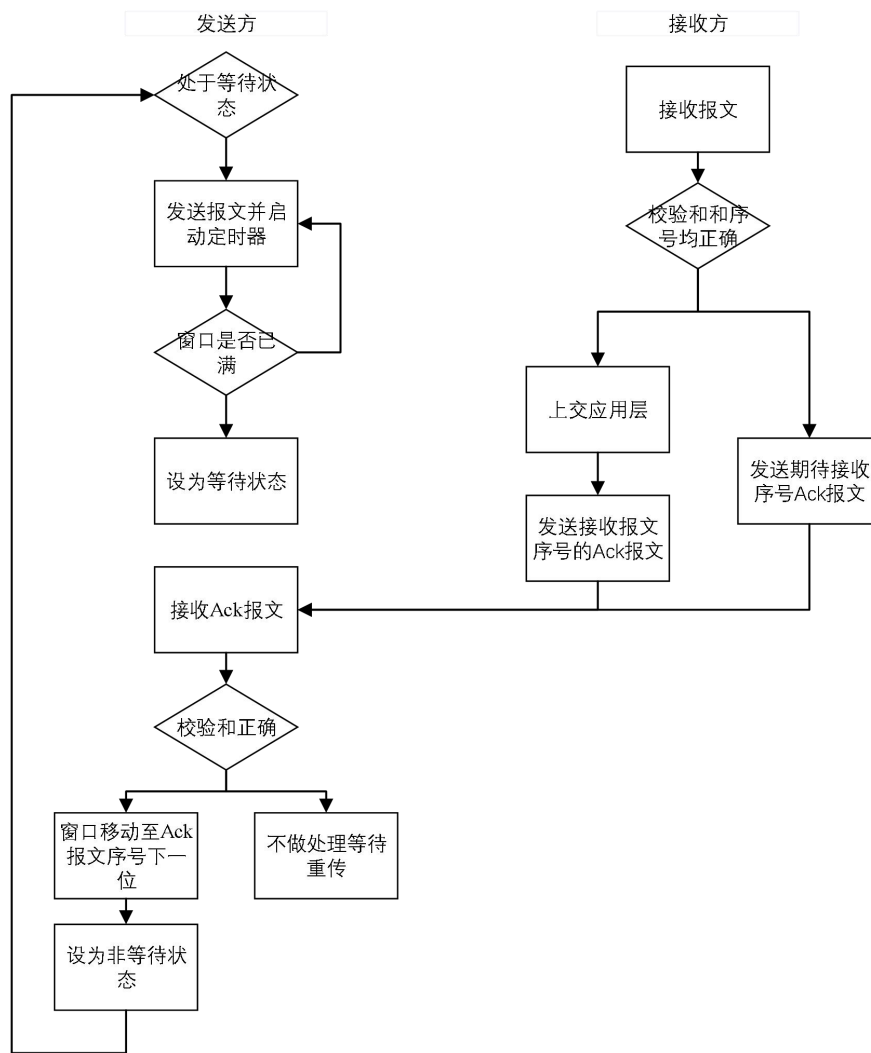 发送方
处于等待状
态
发送报文并启
动定时器
窗口是否已
满
设为等待状态
接收Ack报文
校验和正确
窗口移动至Ack
报文序号下一
位
不做处理等待
重传
设为非等待状
态
接收方
接收报文
校验和和序
号均正确
上交应用层
发送接收报文
序号的Ack报文
发送期待接收
序号Ack报文